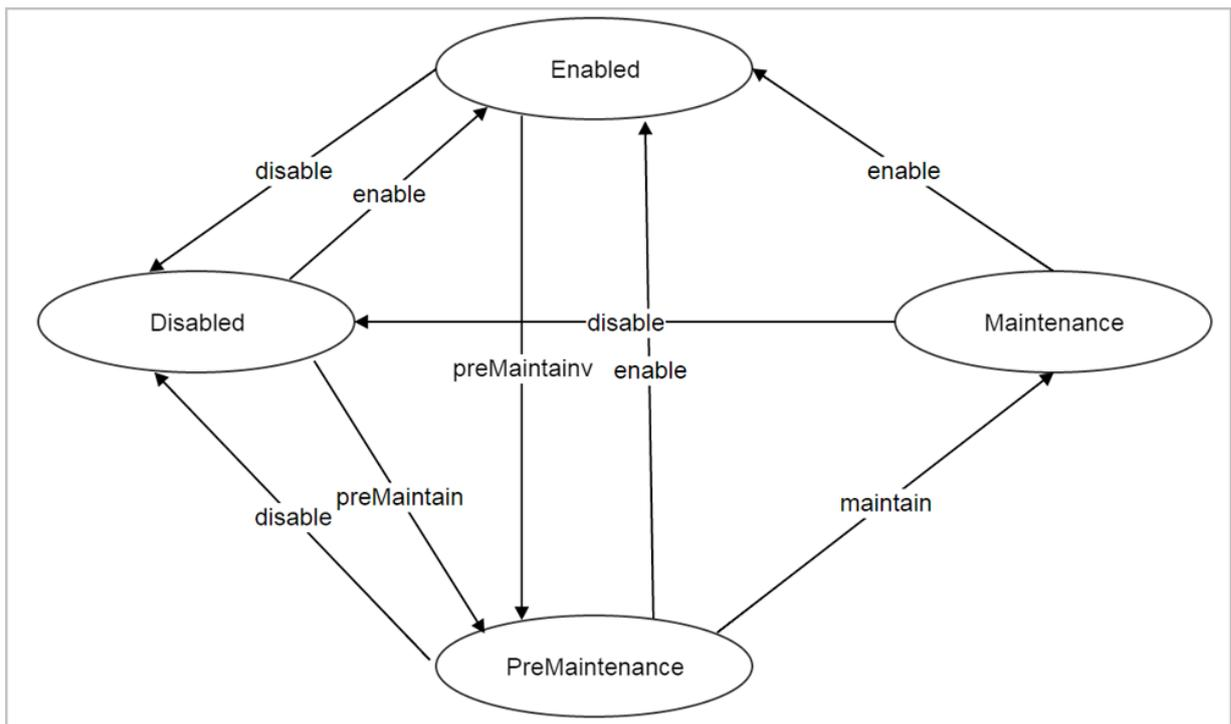 Enabled
disable
enable
enable
Disabled
disable
Maintenance
preMaintainv
enable
preMaintain
disable
maintain
PreMaintenance